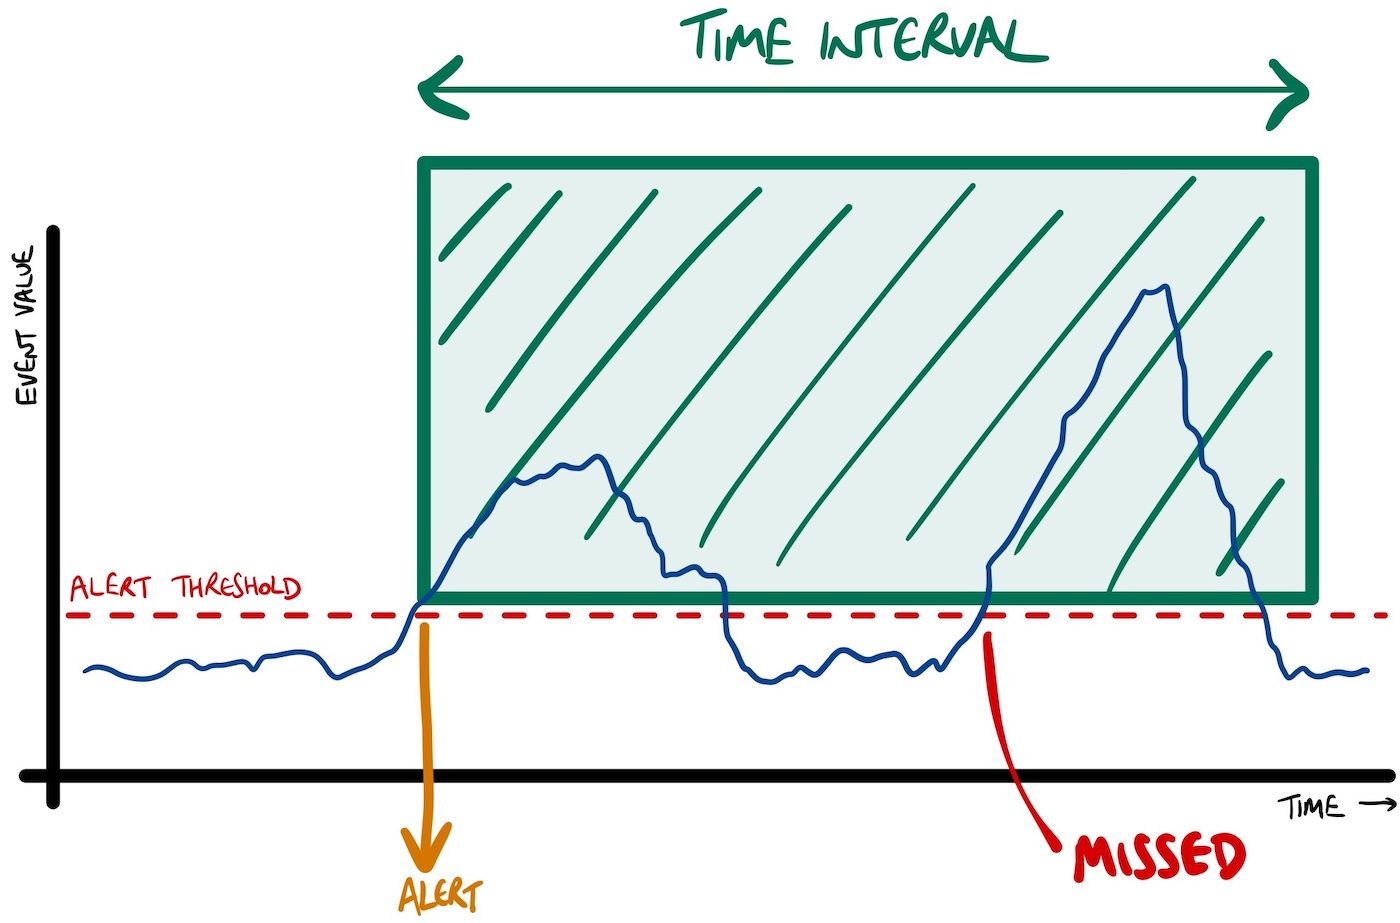 TIME INTERVAL
EVENT VALUE
ALERT THRESHOLD
TIME →
MISSED
ALERT